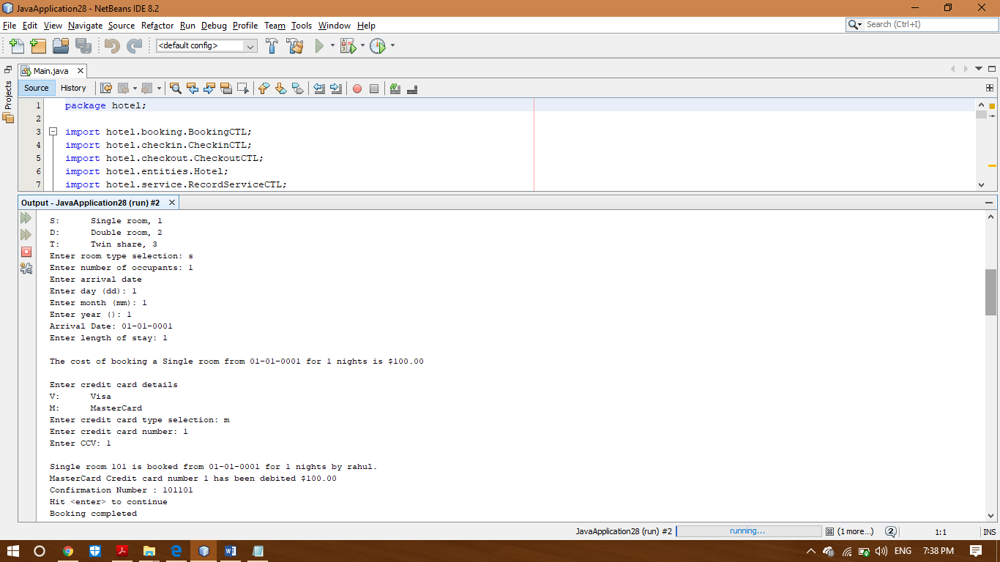 JavaApplication28 - NetBeans IDE 8.2
File Edit View Navigate Source Refactor Run Debug Profile Team Tools Window Help
Search (Ctrl+I)
<default config>
Projects
Main.java
Source History
1 package hotel;
2
3 import hotel.booking.BookingCTL;
4 import hotel.checkin.CheckinCTL;
5 import hotel.checkout.CheckoutCTL;
6 import hotel.entities.Hotel;
7 import hotel.service.RecordServiceCTL;
Output - JavaApplication28 (run) #2
S: Single room, 1
D: Double room, 2
T: Twin share, 3
Enter room type selection: s
Enter number of occupants: 1
Enter arrival date
Enter day (dd): 1
Enter month (mm): 1
Enter year (): 1
Arrival Date: 01-01-0001
Enter length of stay: 1
The cost of booking a Single room from 01-01-0001 for 1 nights is $100.00
Enter credit card details
V: Visa
M: MasterCard
Enter credit card type selection: m
Enter credit card number: 1
Enter CCV: 1
Single room 101 is booked from 01-01-0001 for 1 nights by rahul.
MasterCard Credit card number 1 has been debited $100.00
Confirmation Number : 101101
Hit <enter> to continue
Booking completed
JavaApplication28 (run) #2 running... (1 more...) 2 1:1 INS
ENG 7:38 PM